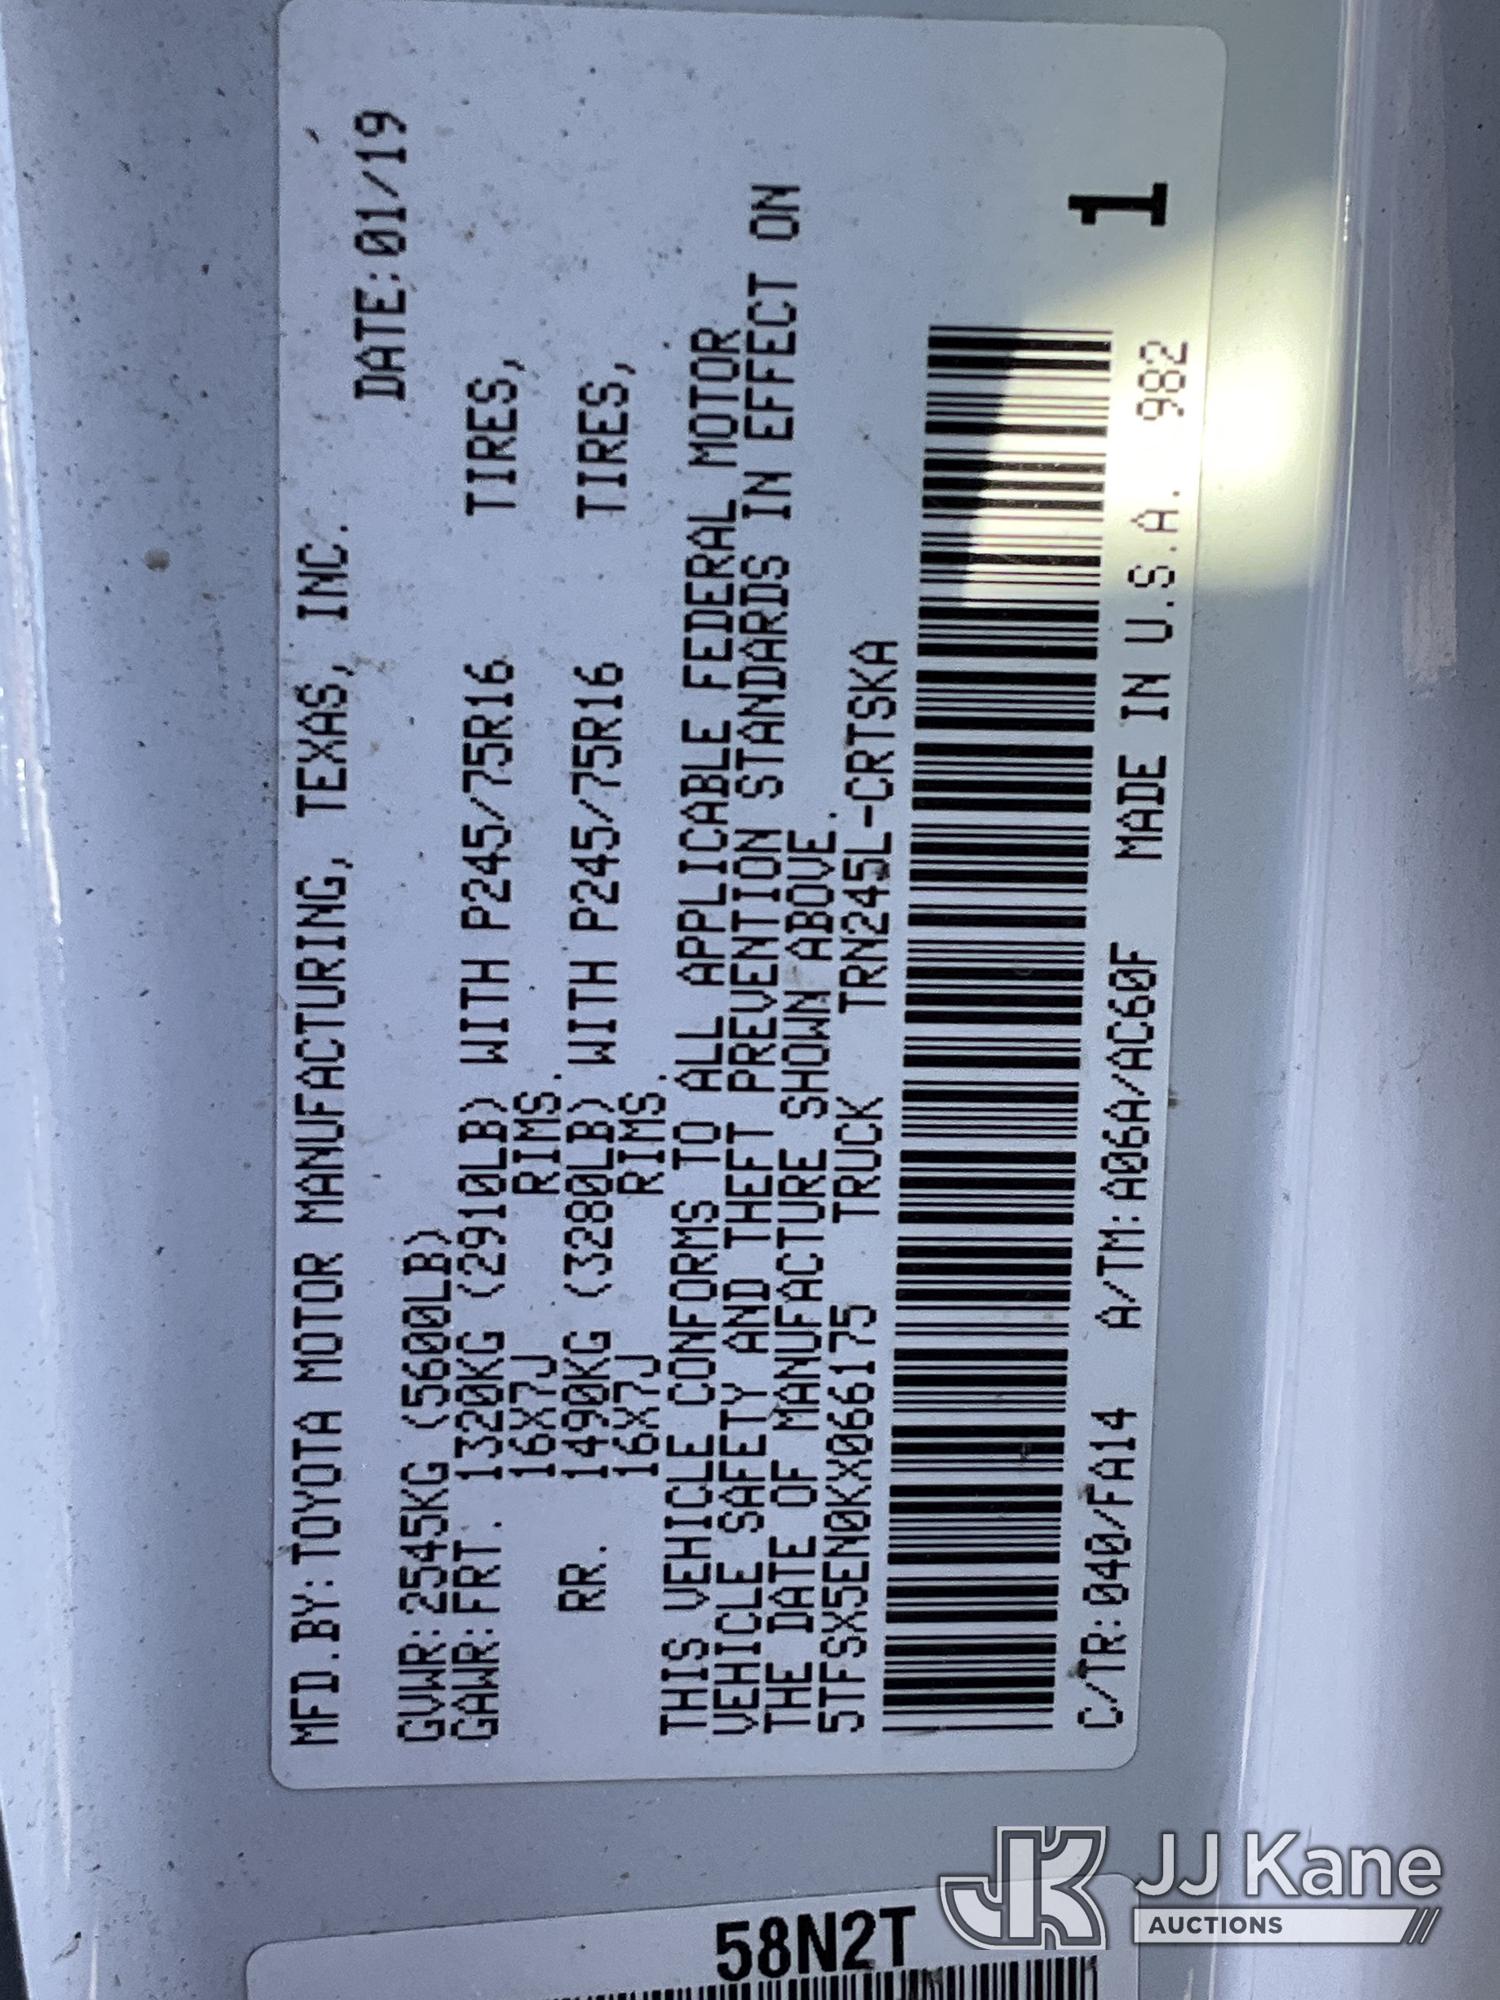 MFD.BY:TOYOTA MOTOR MANUFACTURING, TEXAS, INC.
DATE:01/19
GVWR:2545KG (5600LB)
GAWR:FRT. 1320KG (2910LB) WITH P245/75R16 TIRES,
16X7J RIMS.
RR. 1490KG (3280LB) WITH P245/75R16 TIRES,
16X7J RIMS.
THIS VEHICLE CONFORMS TO ALL APPLICABLE FEDERAL MOTOR
VEHICLE SAFETY AND THEFT PREVENTION STANDARDS IN EFFECT ON
THE DATE OF MANUFACTURE SHOWN ABOVE.
5TFSX5EN0KX066175 TRUCK TRN245L-CRTSKA
C/TR:040/FA14 A/TM:A06A/AC60F MADE IN U.S.A. 982
1
58N2T
JK JJ Kane
AUCTIONS